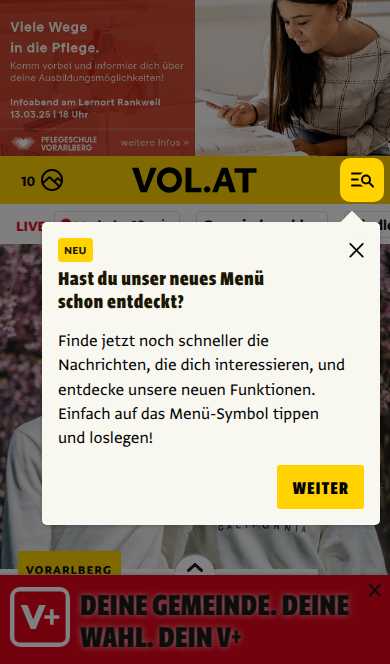 Viele Wege
in die Pflege.
Komm vorbei und informier dich über
deine Ausbildungsmöglichkeiten!
Infoabend am Lernort Rankweil
13.03.25 | 18 Uhr
PFLEGESCHULE
VORARLBERG
weitere Infos »
10
VOL.AT
LIVE
NEU
Hast du unser neues Menü
schon entdeckt?
Finde jetzt noch schneller die
Nachrichten, die dich interessieren, und
entdecke unsere neuen Funktionen.
Einfach auf das Menü-Symbol tippen
und loslegen!
WEITER
CALIFORNIA
VORARLBERG
V+
DEINE GEMEINDE. DEINE
WAHL. DEIN V+